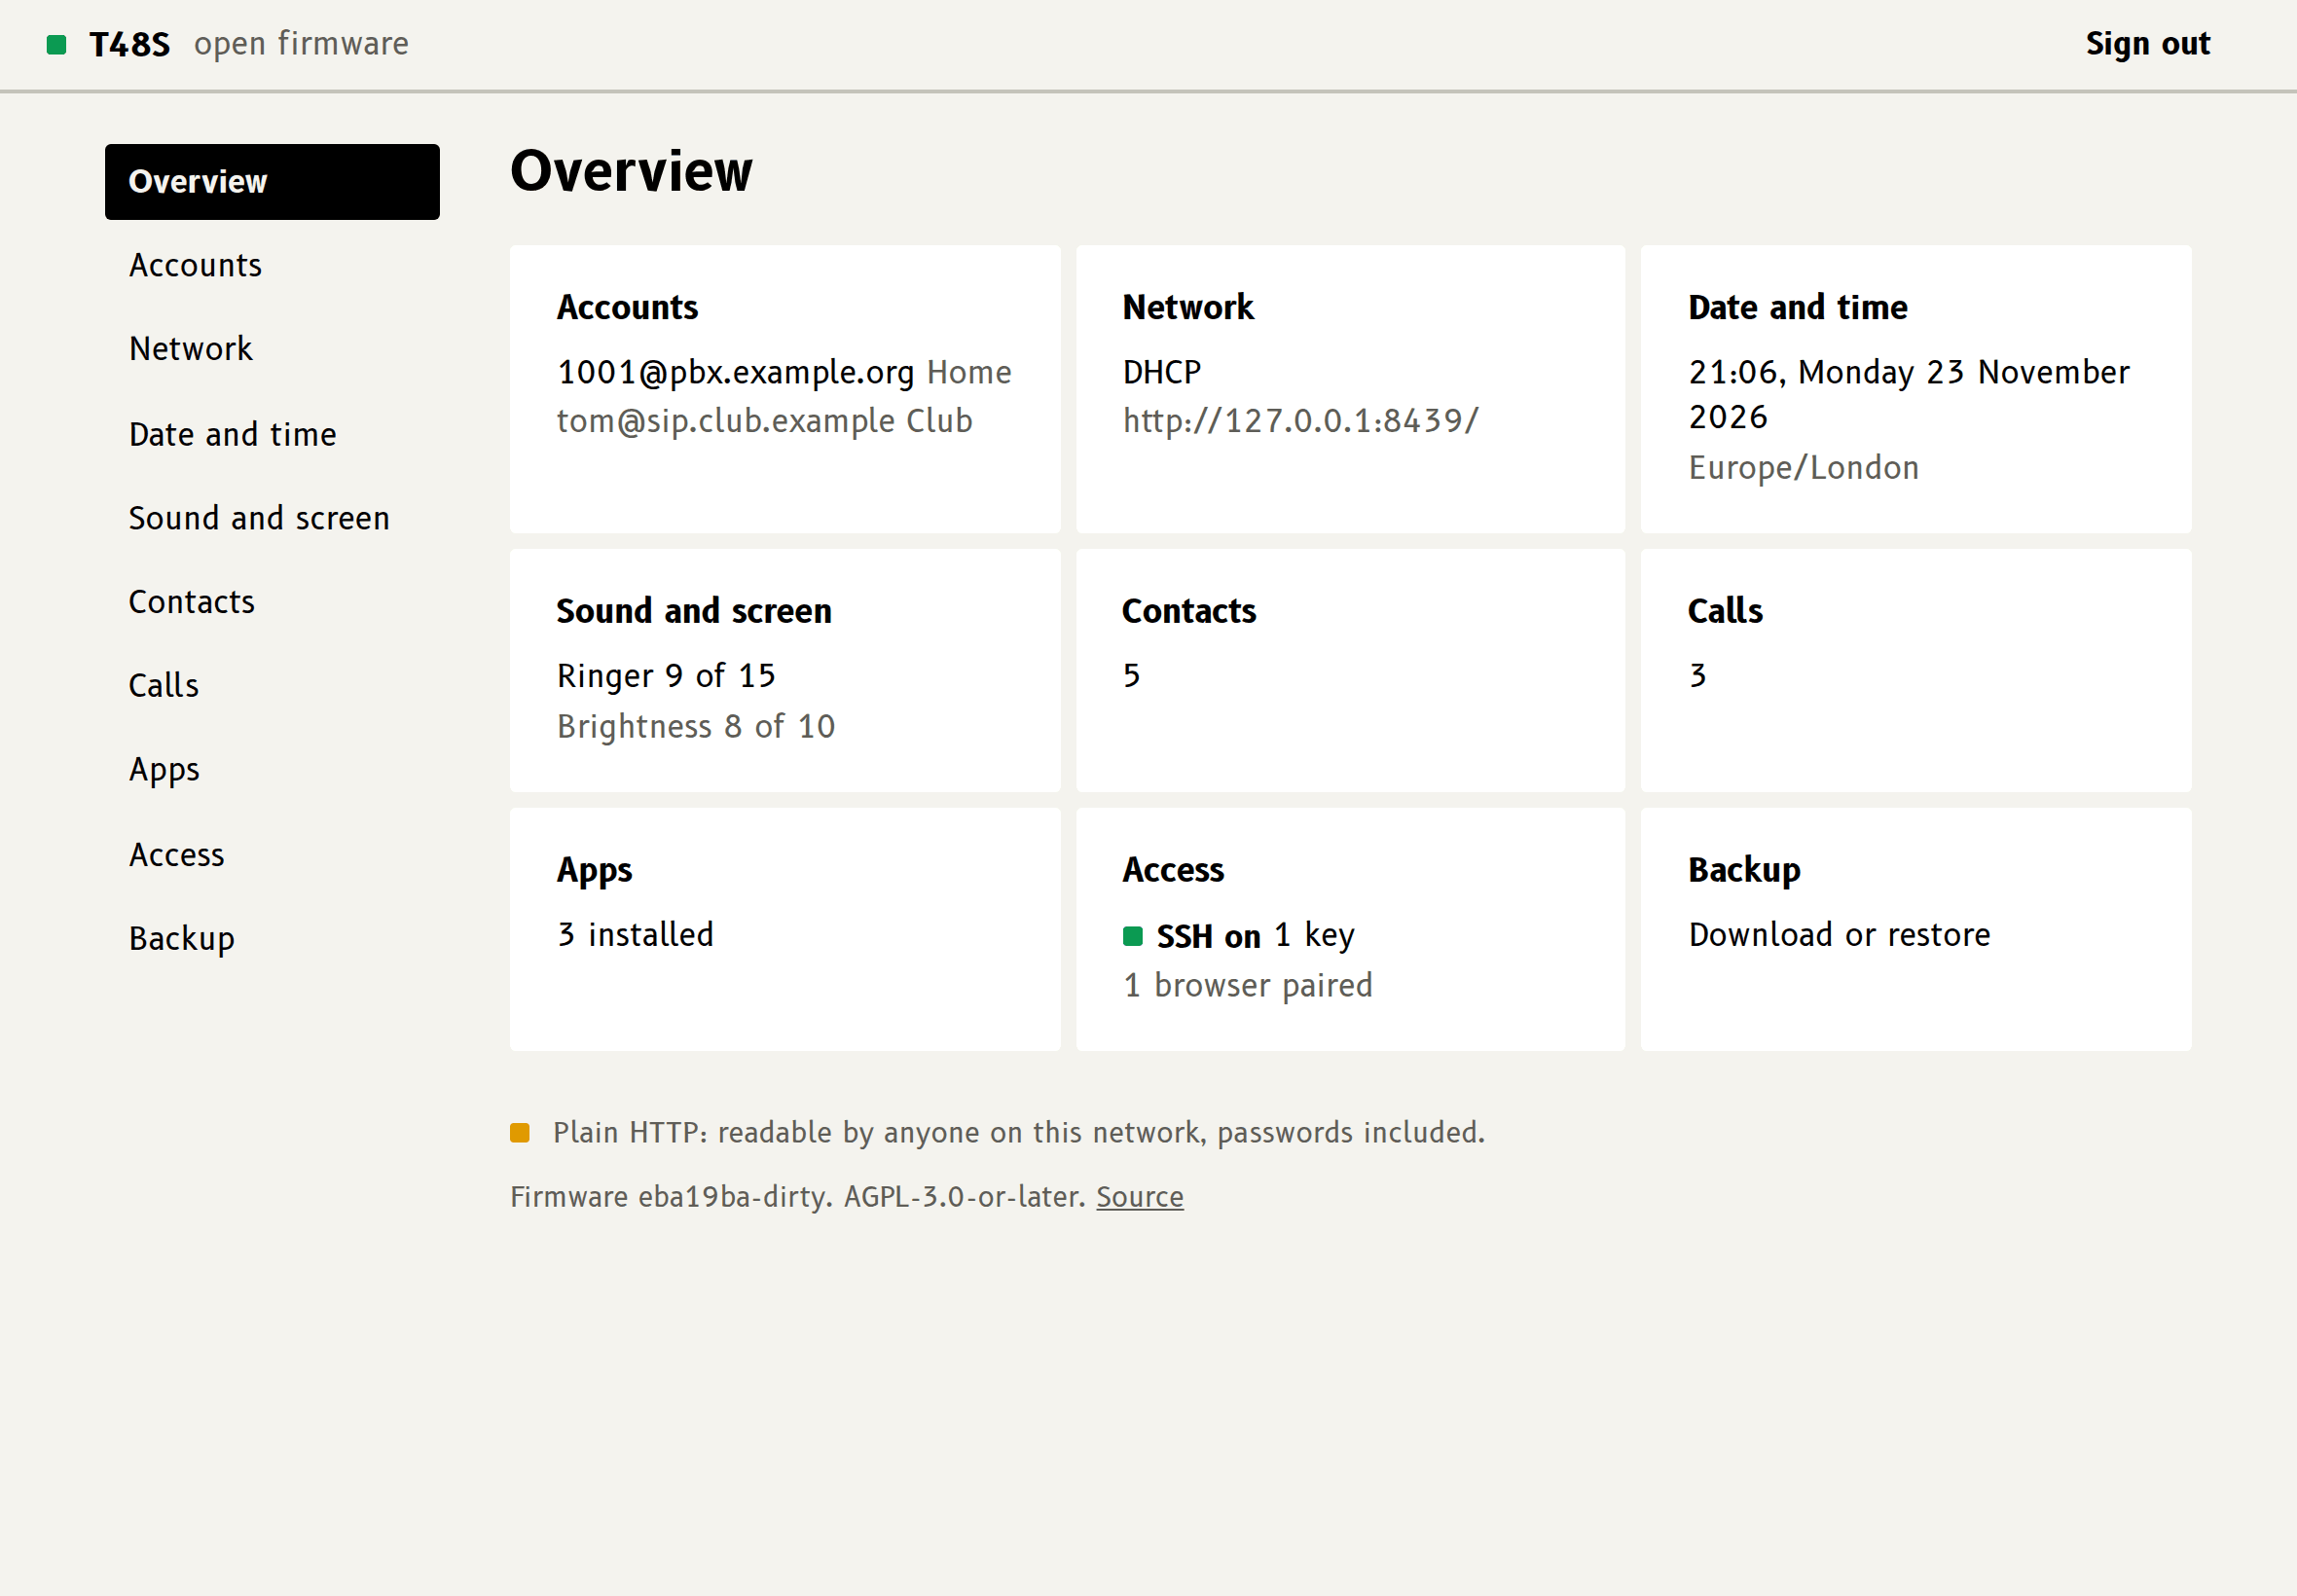 T48S open firmware
Sign out
Overview
Accounts
Network
Date and time
Sound and screen
Contacts
Calls
Apps
Access
Backup
Overview
Accounts
1001@pbx.example.org Home
tom@sip.club.example Club
Network
DHCP
http://127.0.0.1:8439/
Date and time
21:06, Monday 23 November
2026
Europe/London
Sound and screen
Ringer 9 of 15
Brightness 8 of 10
Contacts
5
Calls
3
Apps
3 installed
Access
SSH on 1 key
1 browser paired
Backup
Download or restore
Plain HTTP: readable by anyone on this network, passwords included.
Firmware eba19ba-dirty. AGPL-3.0-or-later. Source